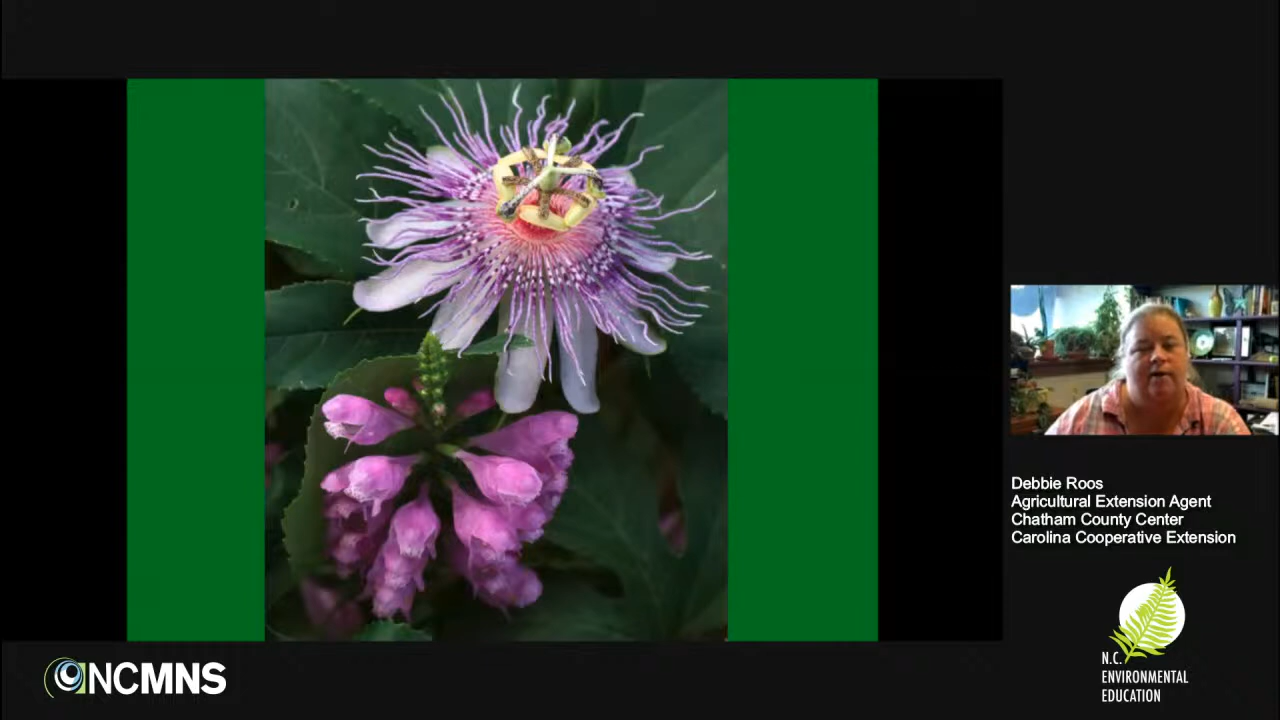 Debbie Roos
Agricultural Extension Agent
Chatham County Center
Carolina Cooperative Extension
NCMNS
N.C.
ENVIRONMENTAL
EDUCATION